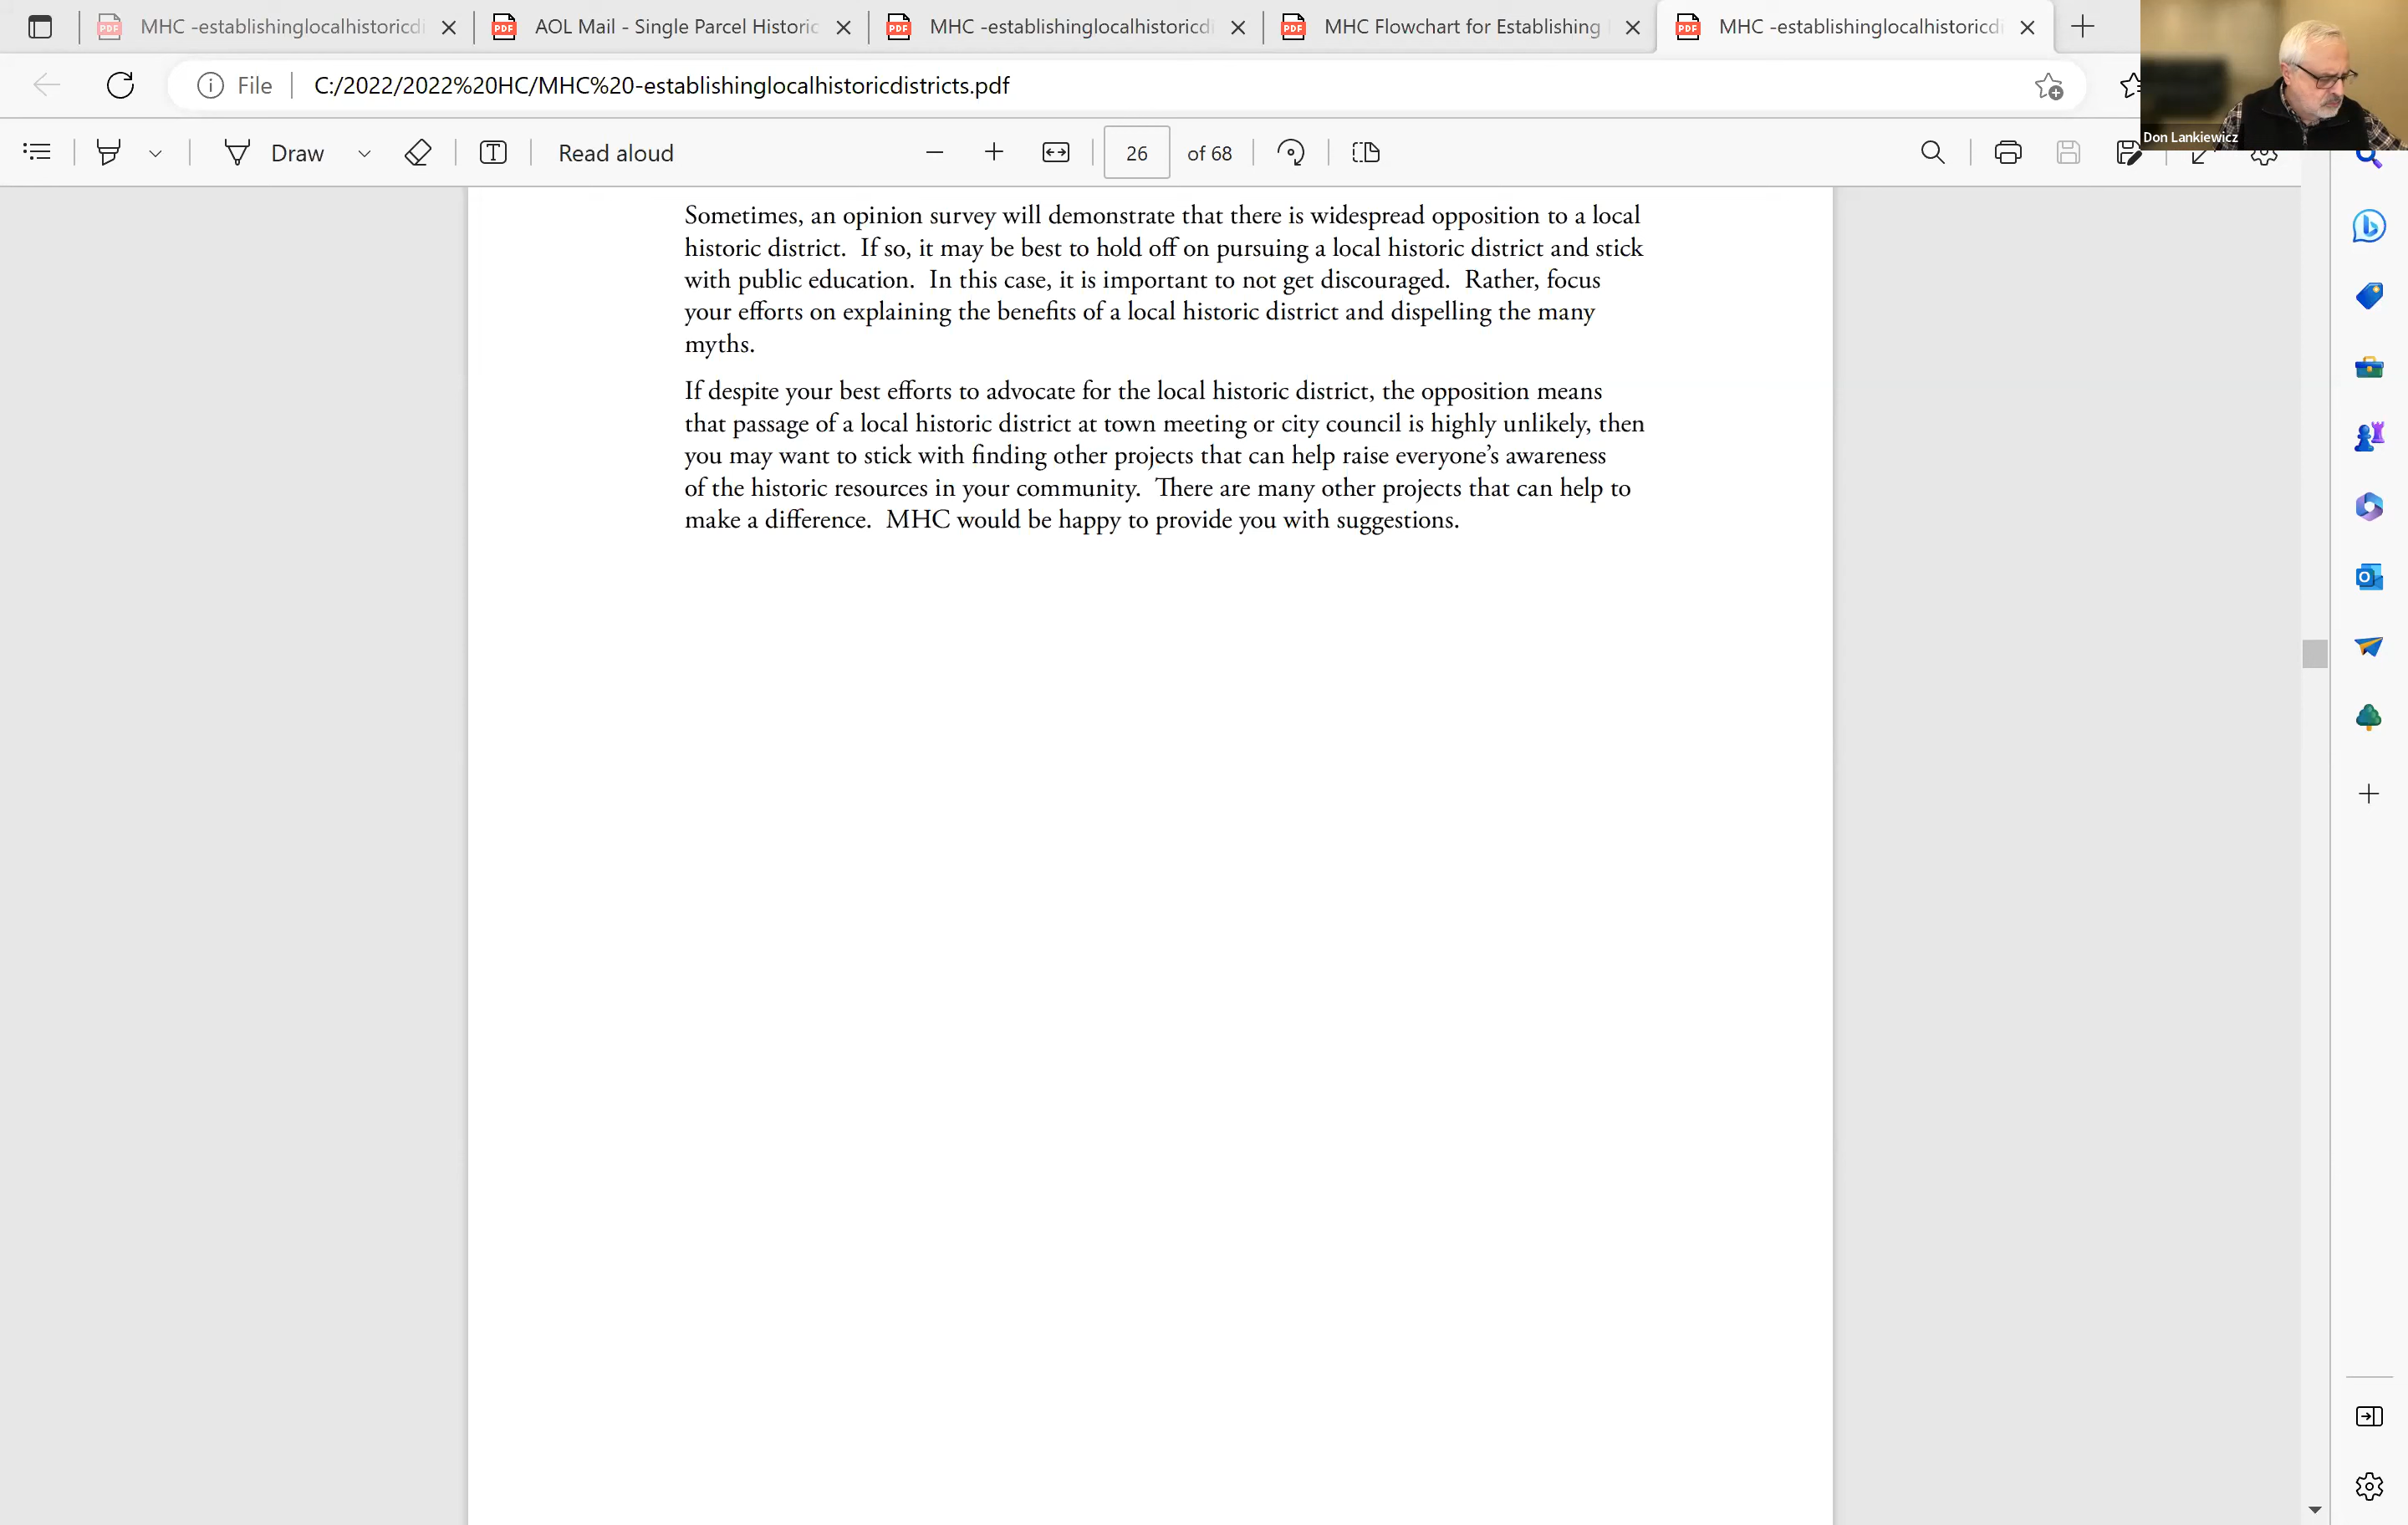 MHC -establishinglocalhistoricdi
AOL Mail - Single Parcel Historic
MHC -establishinglocalhistoricdi
MHC Flowchart for Establishing
MHC -establishinglocalhistoricdi
File
C:/2022/2022%20HC/MHC%20-establishinglocalhistoricdistricts.pdf
Don Lankiewicz
Draw
Read aloud
26
of 68
Sometimes, an opinion survey will demonstrate that there is widespread opposition to a local
historic district. If so, it may be best to hold off on pursuing a local historic district and stick
with public education. In this case, it is important to not get discouraged. Rather, focus
your efforts on explaining the benefits of a local historic district and dispelling the many
myths.
If despite your best efforts to advocate for the local historic district, the opposition means
that passage of a local historic district at town meeting or city council is highly unlikely, then
you may want to stick with finding other projects that can help raise everyone's awareness
of the historic resources in your community. There are many other projects that can help to
make a difference. MHC would be happy to provide you with suggestions.